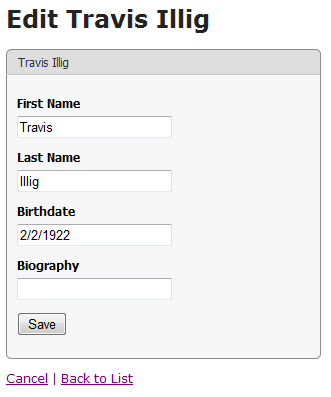 Edit Travis Illig
Travis Illig
First Name
Travis
Last Name
Illig
Birthdate
2/2/1922
Biography
Save
Cancel | Back to List